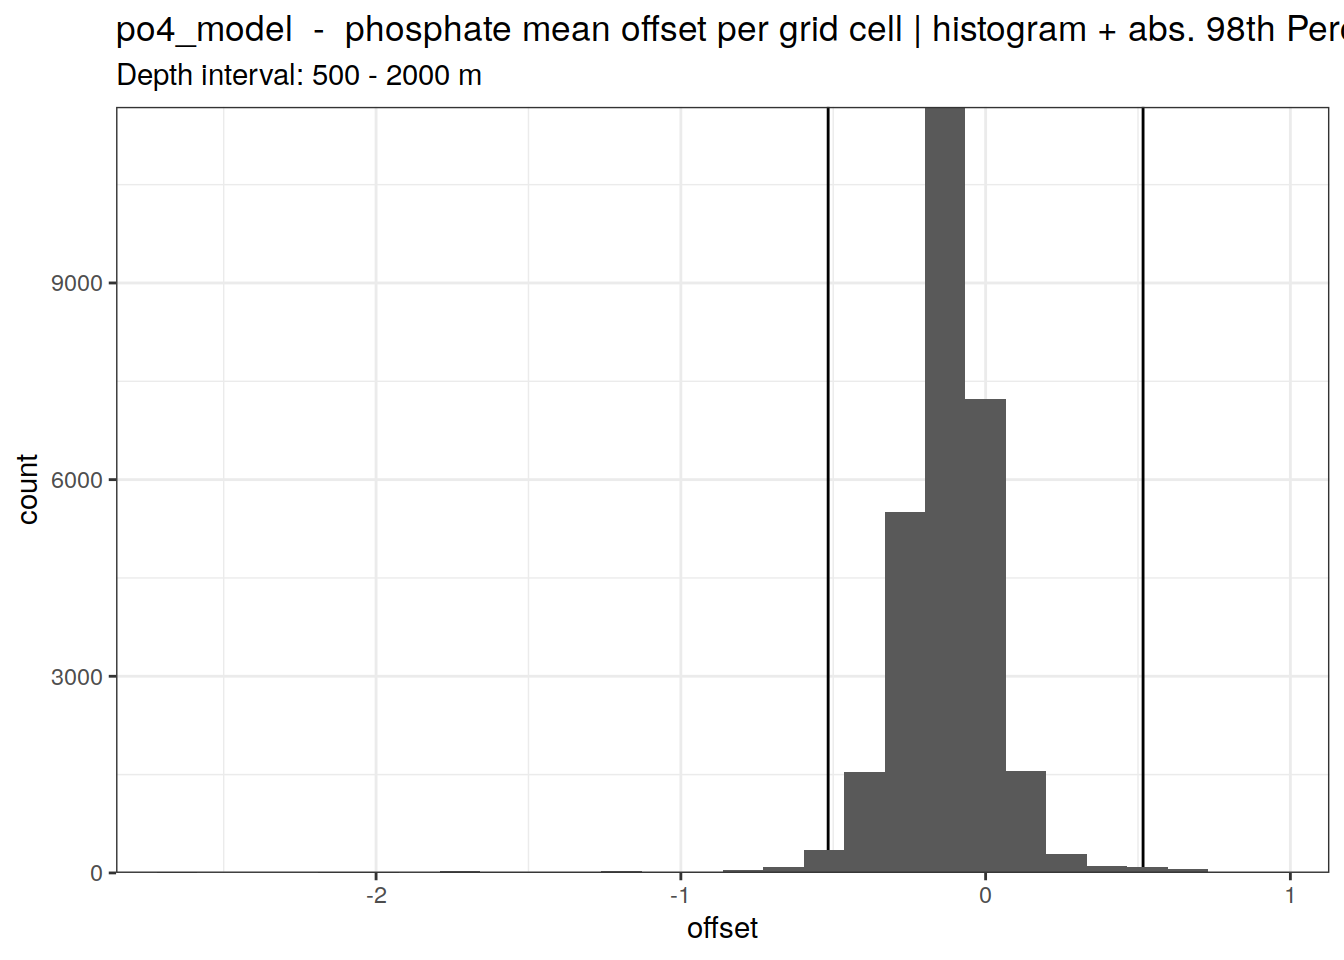 po4_model  -  phosphate mean offset per grid cell | histogram + abs. 98th
Depth interval: 500 - 2000 m
9000
6000
3000
0
count
-2
-1
0
1
offset